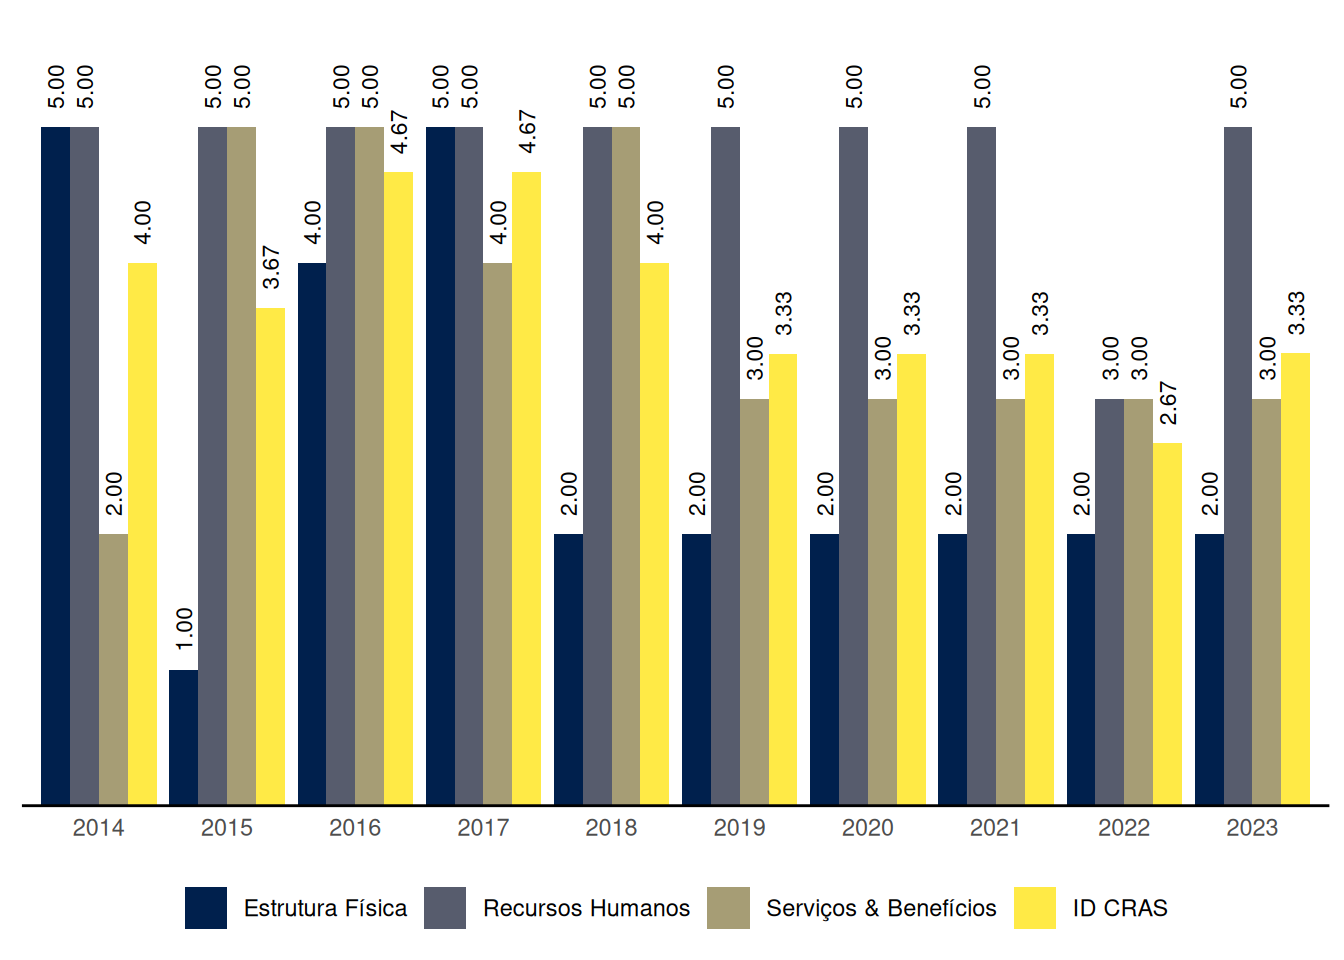 5.00 5.00 2.00 4.00
1.00 5.00 5.00 3.67
4.00 5.00 5.00 4.67
5.00 5.00 4.00 4.67
2.00 5.00 5.00 4.00
2.00 5.00 3.00 3.33
2.00 5.00 3.00 3.33
2.00 5.00 3.00 3.33
2.00 3.00 3.00 2.67
2.00 5.00 3.00 3.33
2014 2015 2016 2017 2018 2019 2020 2021 2022 2023
Estrutura Física Recursos Humanos Serviços & Benefícios ID CRAS